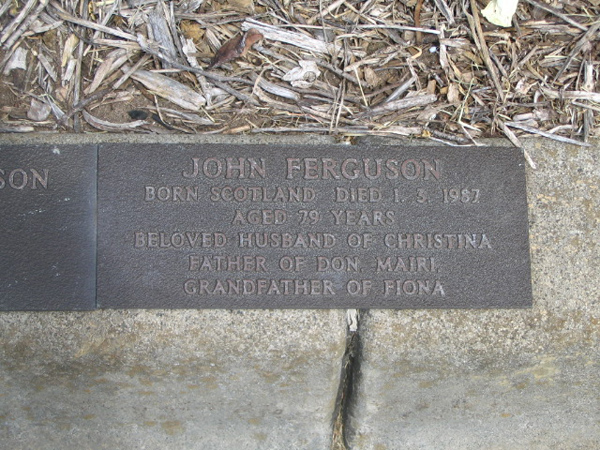 SON
JOHN FERGUSON
BORN SCOTLAND DIED 1. 3. 1987
AGED 79 YEARS
BELOVED HUSBAND OF CHRISTINA
FATHER OF DON, MAIRI,
GRANDFATHER OF FIONA